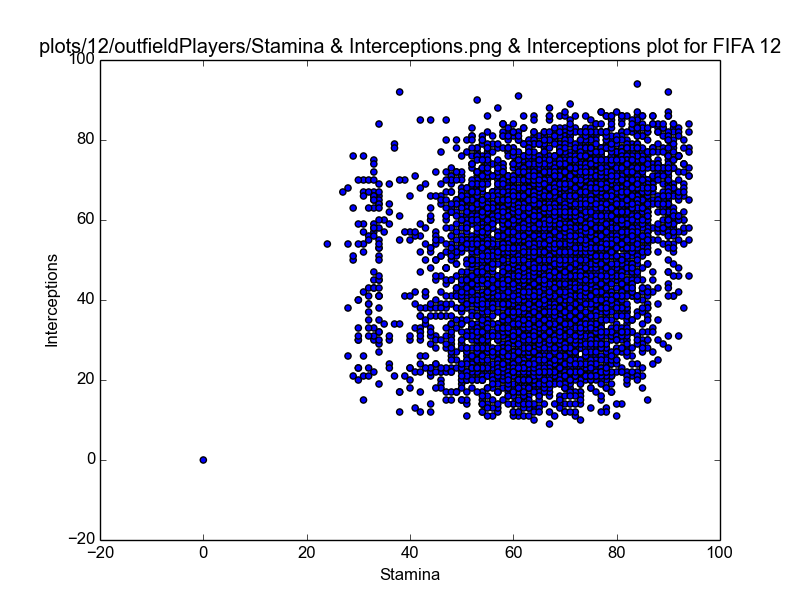 plots/12/outfieldPlayers/Stamina & Interceptions.png & Interceptions plot for FIFA 12
100
80
60
40
20
0
−20
Interceptions
−20 0 20 40 60 80 100
Stamina